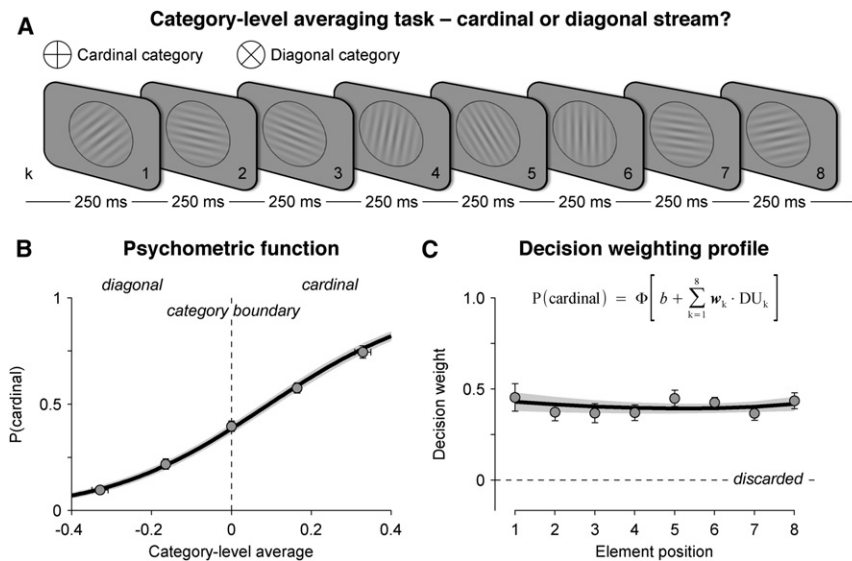 A
Category-level averaging task – cardinal or diagonal stream?
Cardinal category
Diagonal category
k
1
2
3
4
5
6
7
8
250 ms
250 ms
250 ms
250 ms
250 ms
250 ms
250 ms
250 ms
B
Psychometric function
diagonal
cardinal
category boundary
P(cardinal)
1
0.5
0
-0.4
-0.2
0
0.2
0.4
Category-level average
C
Decision weighting profile
P(cardinal) = Φ[b + ∑ k=1 8 wk · DUk]
Decision weight
1.0
0.5
0
discarded
1
2
3
4
5
6
7
8
Element position